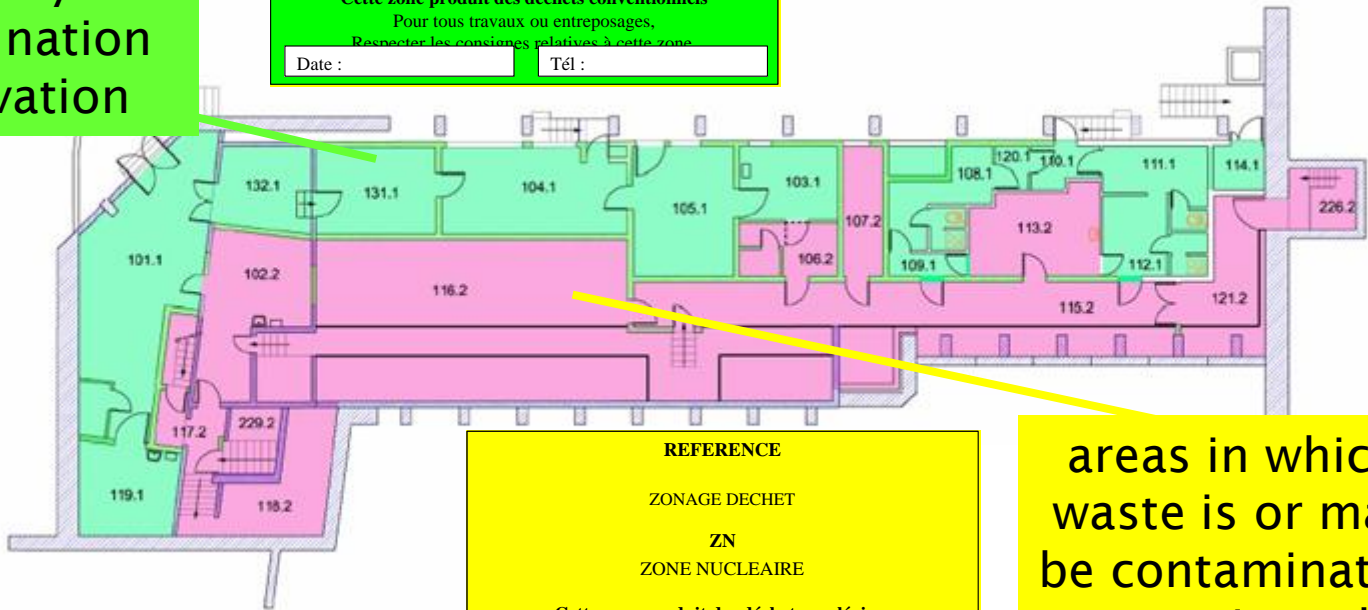 nation
vation
Cette zone produit des déchets conventionnels
Pour tous travaux ou entreposages,
Respecter les consignes relatives à cette zone
Date :
Tél :
132.1
131.1
104.1
105.1
103.1
107.2
108.1
120.1
110.1
111.1
114.1
226.2
101.1
102.2
116.2
106.2
109.1
113.2
112.1
115.2
121.2
117.2
229.2
119.1
118.2
REFERENCE
ZONAGE DECHET
ZN
ZONE NUCLEAIRE
areas in whic
waste is or ma
be contaminat